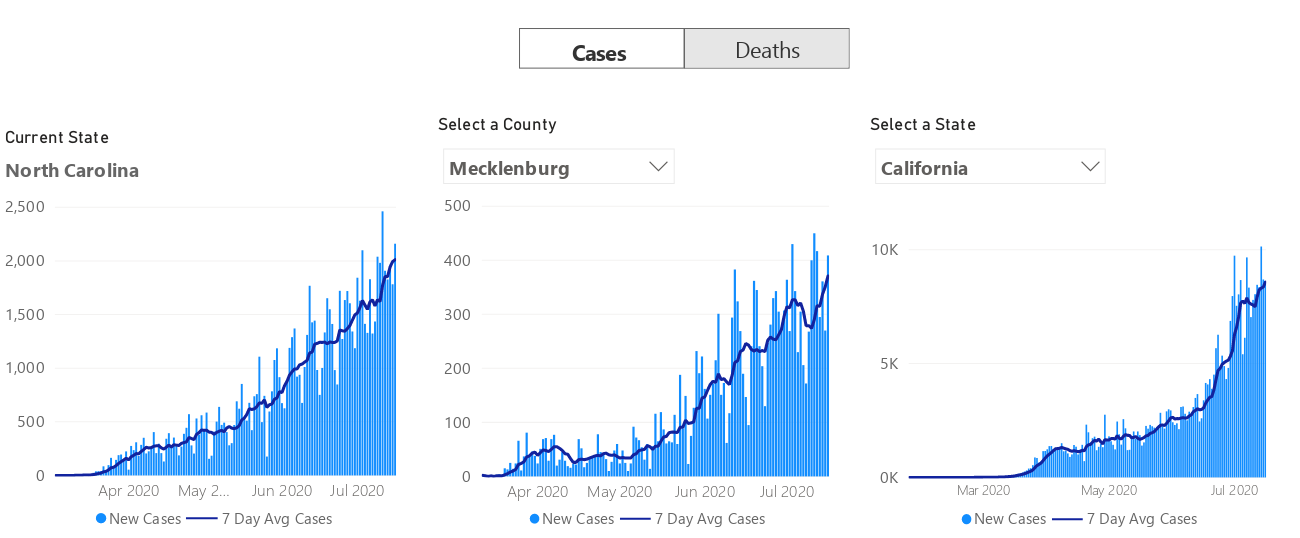 Cases
Deaths
Current State
North Carolina
2,500
2,000
1,500
1,000
500
0
Apr 2020 May 2... Jun 2020 Jul 2020
New Cases 7 Day Avg Cases
Select a County
Mecklenburg
500
400
300
200
100
0
Apr 2020 May 2020 Jun 2020 Jul 2020
New Cases 7 Day Avg Cases
Select a State
California
10K
5K
0K
Mar 2020 May 2020 Jul 2020
New Cases 7 Day Avg Cases